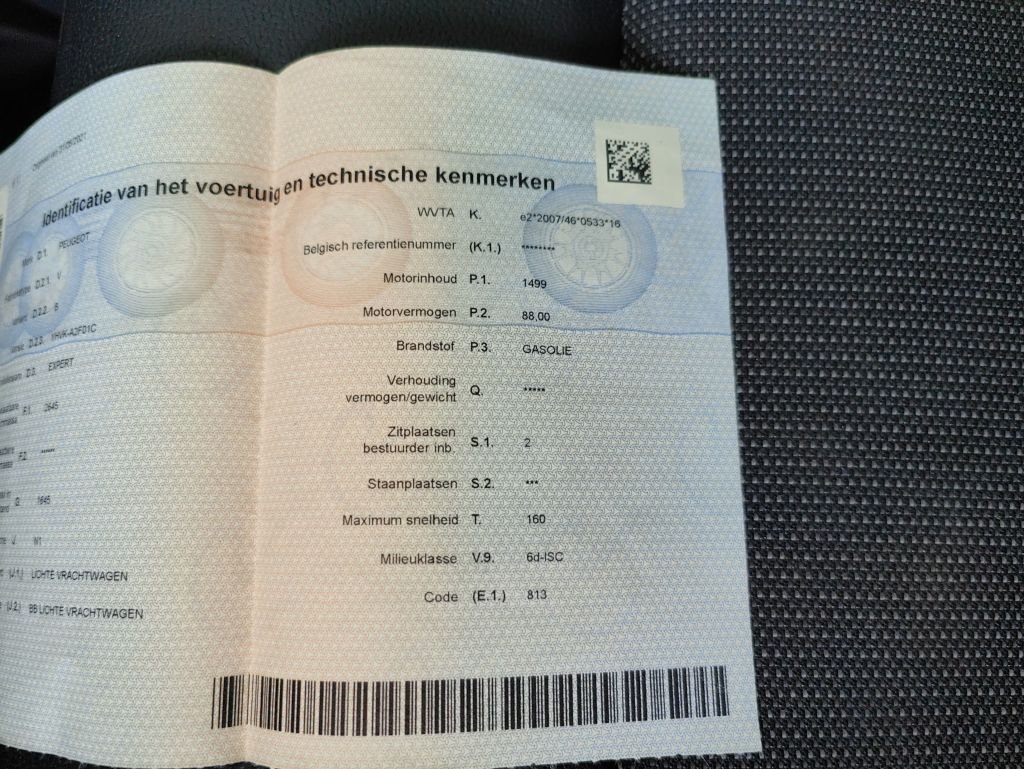 Identificatie van het voertuig en technische kenmerken
D.1. PEUGEOT
D.2.1. V
D.2.2. B
D.2.3. VHVK-A2F01C
D.3. EXPERT
F.1. 2645
F.2. *****
G. 1645
J. N1
(J.1.) LICHTE VRACHTWAGEN
(J.2.) BB LICHTE VRACHTWAGEN
WVTA K. e2*2007/46*0533*16
Belgisch referentienummer (K.1.) ********
Motorinhoud P.1. 1499
Motorvermogen P.2. 88,00
Brandstof P.3. GASOLIE
Verhouding
vermogen/gewicht Q. *****
Zitplaatsen
bestuurder inb. S.1. 2
Staanplaatsen S.2. ***
Maximum snelheid T. 160
Milieuklasse V.9. 6d-ISC
Code (E.1.) 813